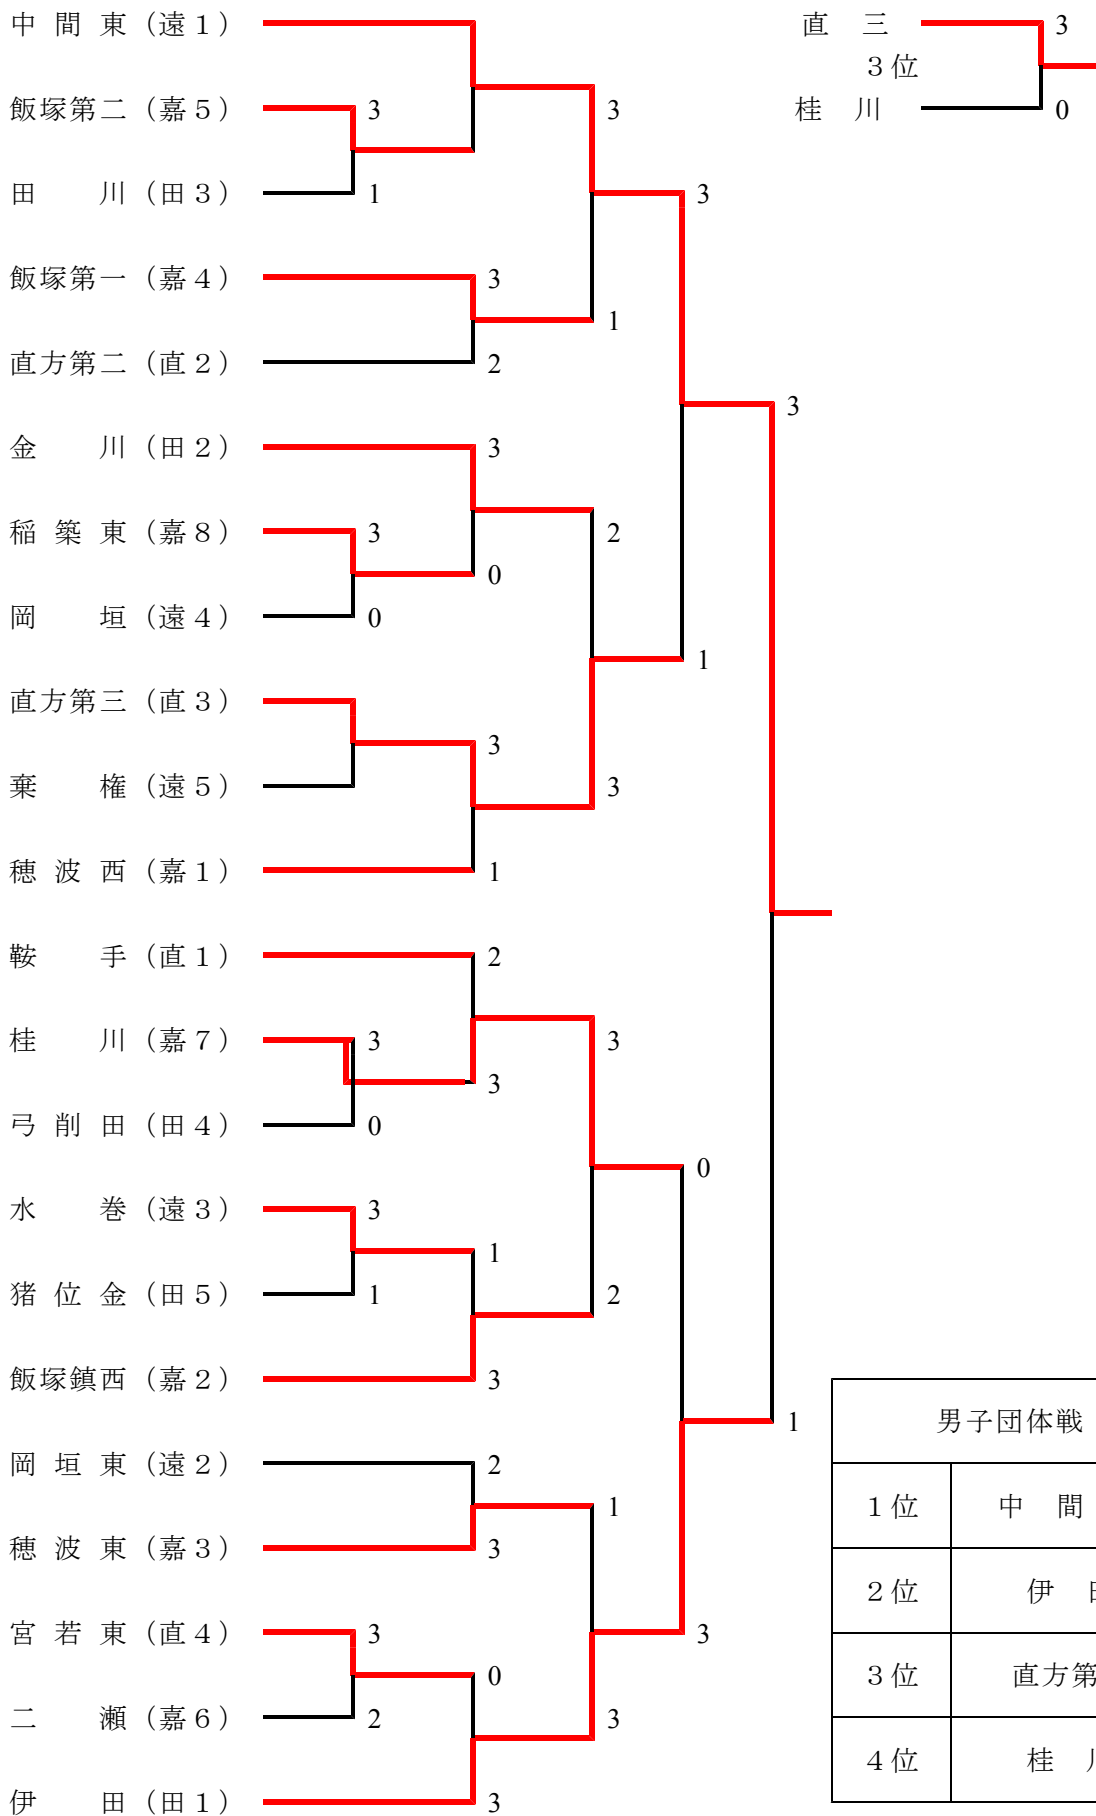 中 間 東（遠１）
直 三 3
３位
飯塚第二（嘉５） 3 3 桂 川 0
田 川（田３） 1 3
飯塚第一（嘉４） 3
1
直方第二（直２） 2
3
金 川（田２） 3
稲 築 東（嘉８） 3 2
0
岡 垣（遠４） 0
1
直方第三（直３）
3
棄 権（遠５） 3
穂 波 西（嘉１） 1
鞍 手（直１） 2
桂 川（嘉７） 3 3
3
弓 削 田（田４） 0
0
水 巻（遠３） 3
1
猪 位 金（田５） 1 2
飯塚鎮西（嘉２） 3
1 男子団体戦
岡 垣 東（遠２） 2
1 １位 中 間
穂 波 東（嘉３） 3
２位 伊
宮 若 東（直４） 3 3
0 ３位 直方第
二 瀬（嘉６） 2 3
４位 桂
伊 田（田１） 3